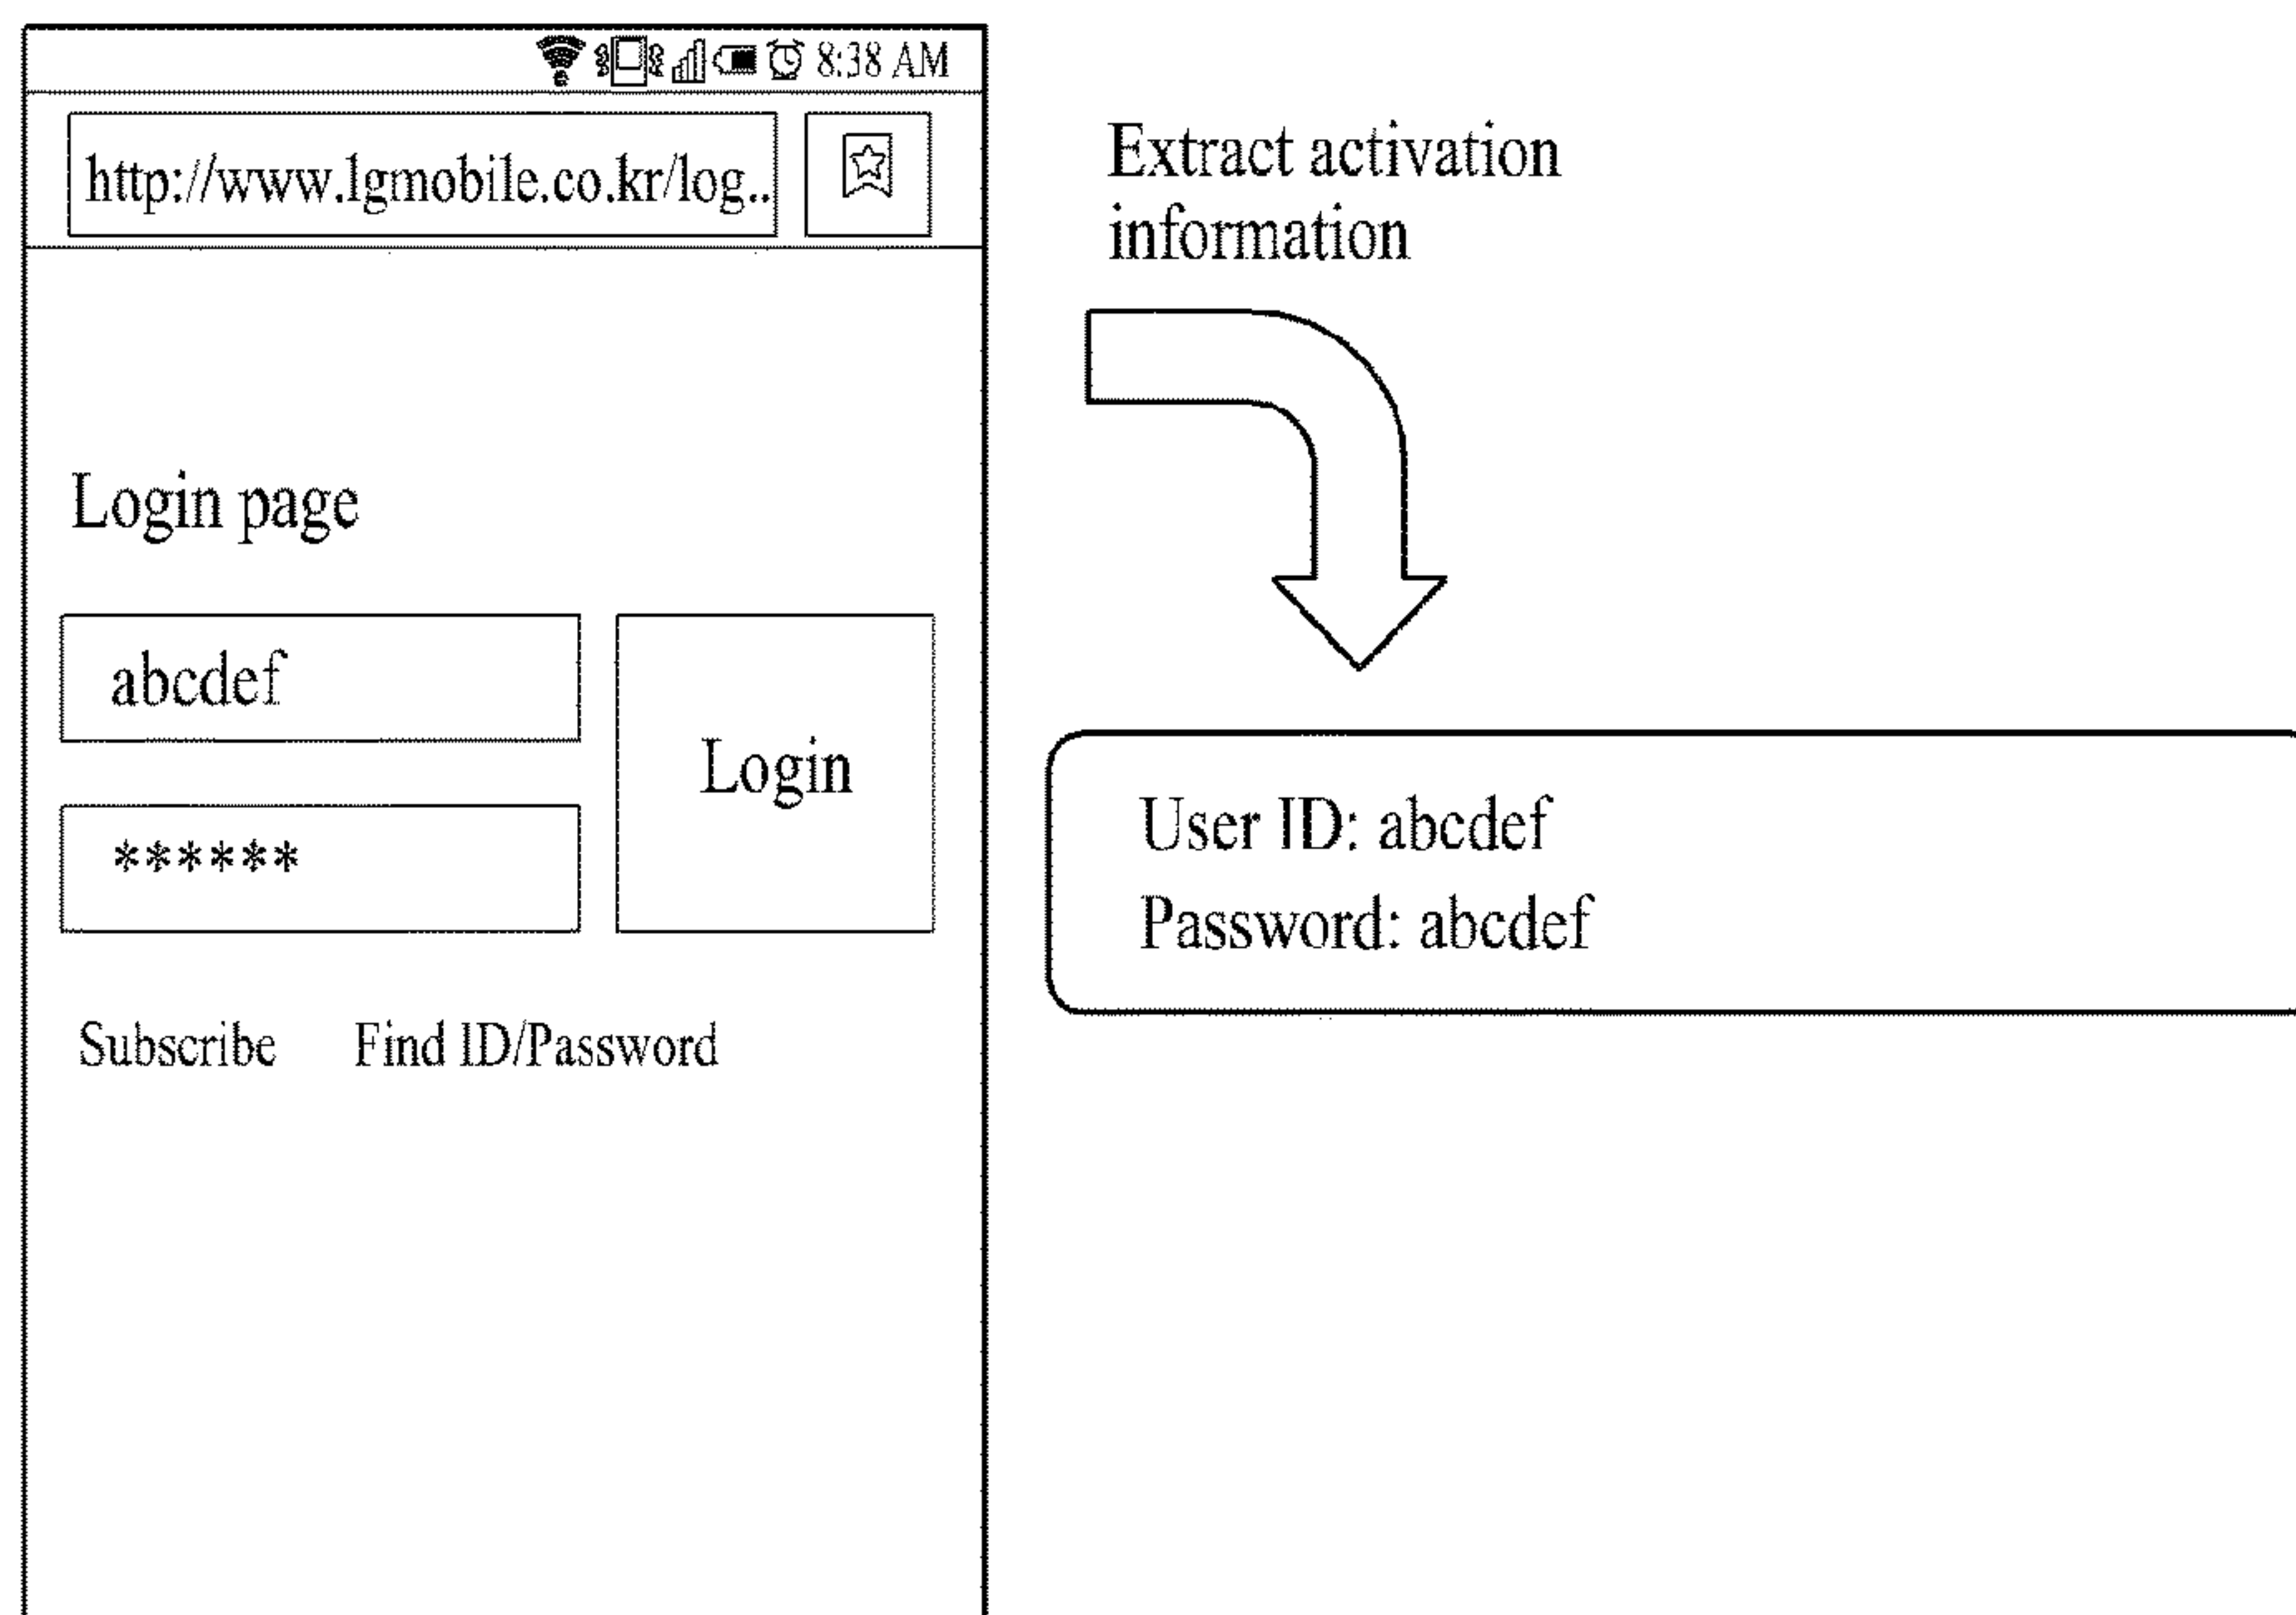 8:38 AM
http://www.lgmobile.co.kr/log..
Login page
abcdef
Login
******
Subscribe Find ID/Password
Extract activation
information
User ID: abcdef
Password: abcdef